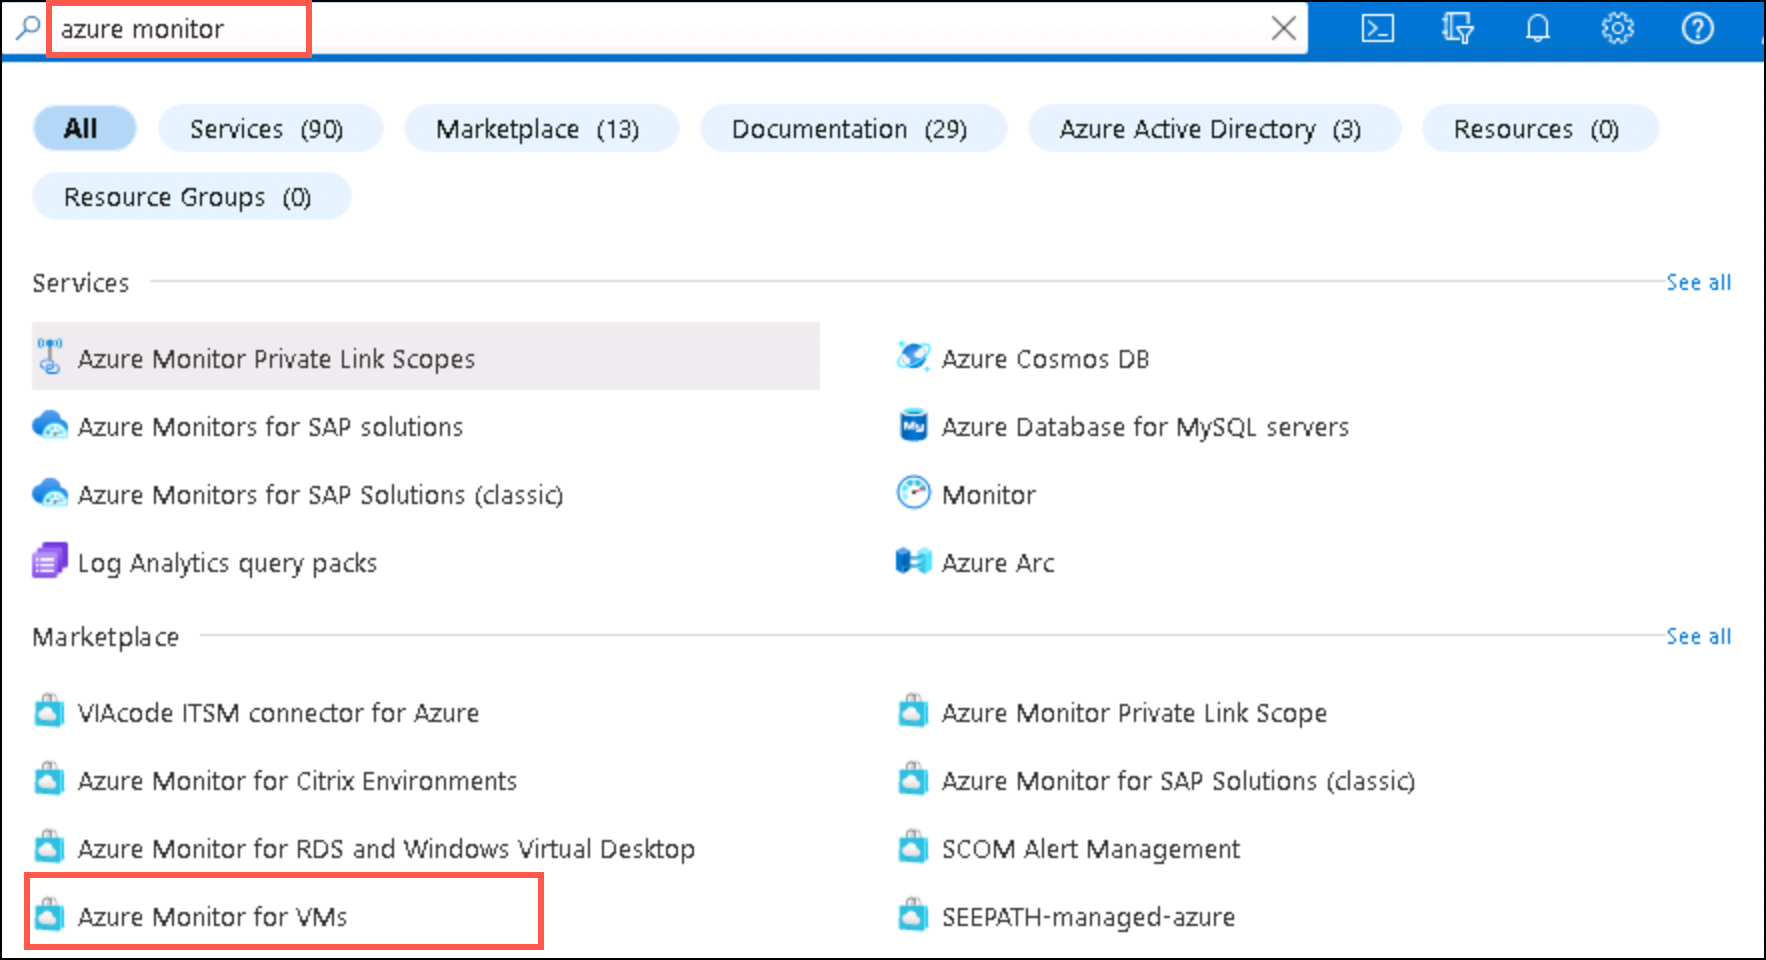 azure monitor
All Services (90) Marketplace (13) Documentation (29) Azure Active Directory (3) Resources (0)
Resource Groups (0)
Services See all
Azure Monitor Private Link Scopes
Azure Monitors for SAP solutions
Azure Monitors for SAP Solutions (classic)
Log Analytics query packs
Azure Cosmos DB
My
Azure Database for MySQL servers
Monitor
Azure Arc
Marketplace See all
VIAcode ITSM connector for Azure
Azure Monitor for Citrix Environments
Azure Monitor for RDS and Windows Virtual Desktop
Azure Monitor for VMs
Azure Monitor Private Link Scope
Azure Monitor for SAP Solutions (classic)
SCOM Alert Management
SEEPATH-managed-azure